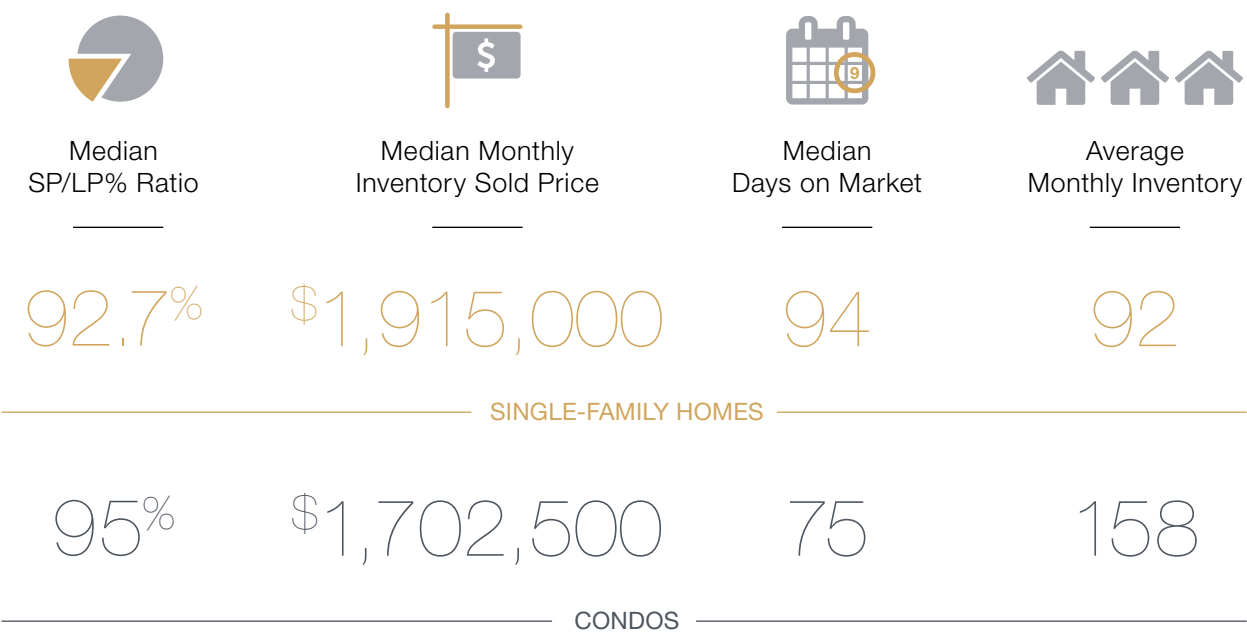 $
9
Median
SP/LP% Ratio
Median Monthly
Inventory Sold Price
Median
Days on Market
Average
Monthly Inventory
92.7%
$1,915,000
94
92
SINGLE-FAMILY HOMES
95%
$1,702,500
75
158
CONDOS